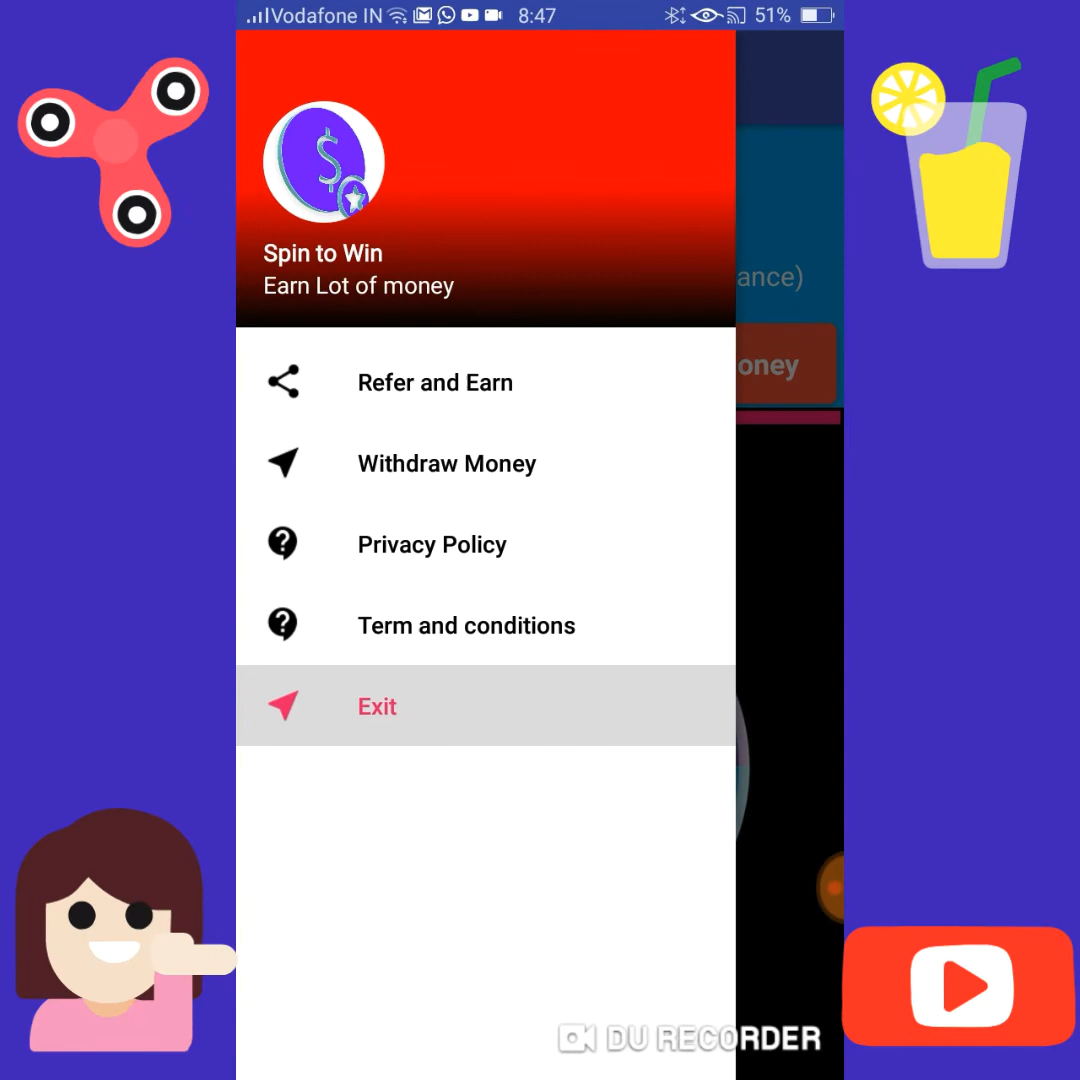 Vodafone IN 8:47 51%
Spin to Win
Earn Lot of money
ance)
oney
Refer and Earn
Withdraw Money
Privacy Policy
Term and conditions
Exit
DU RECORDER